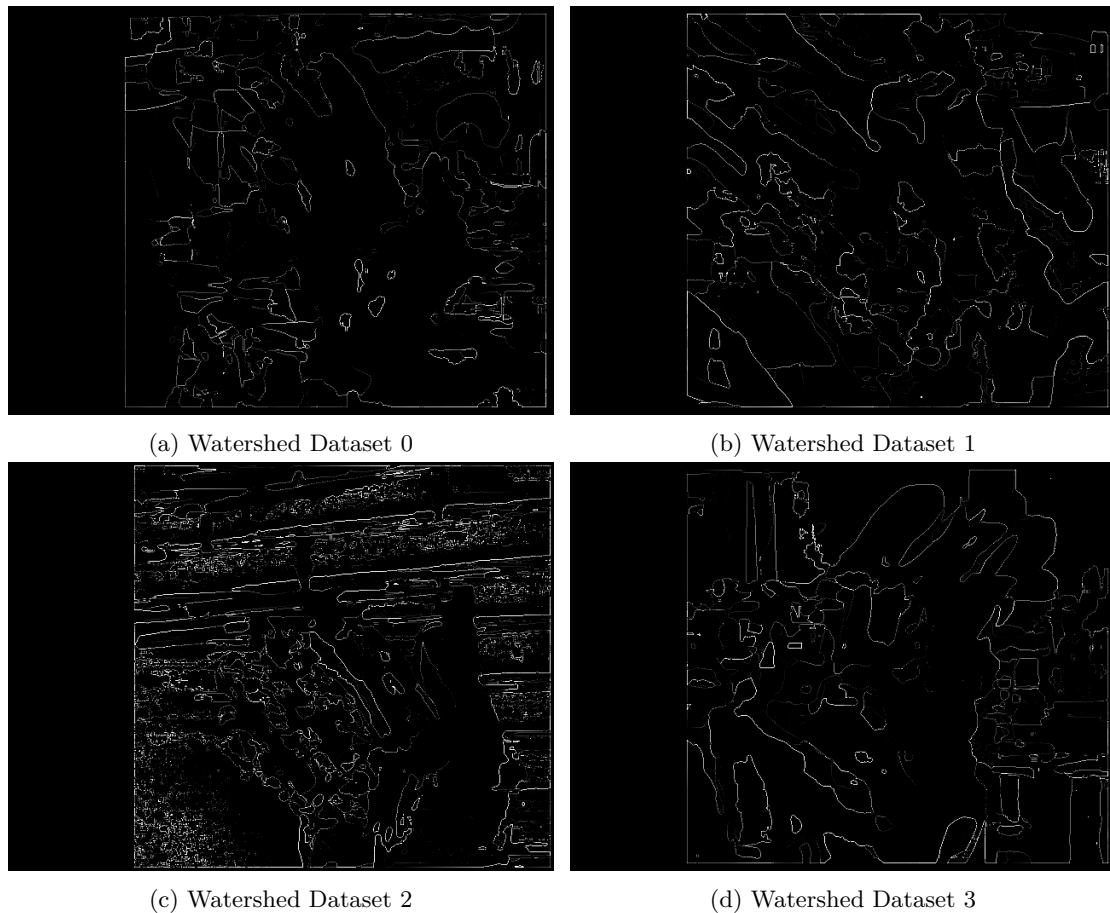 (a) Watershed Dataset 0
(b) Watershed Dataset 1
(c) Watershed Dataset 2
(d) Watershed Dataset 3